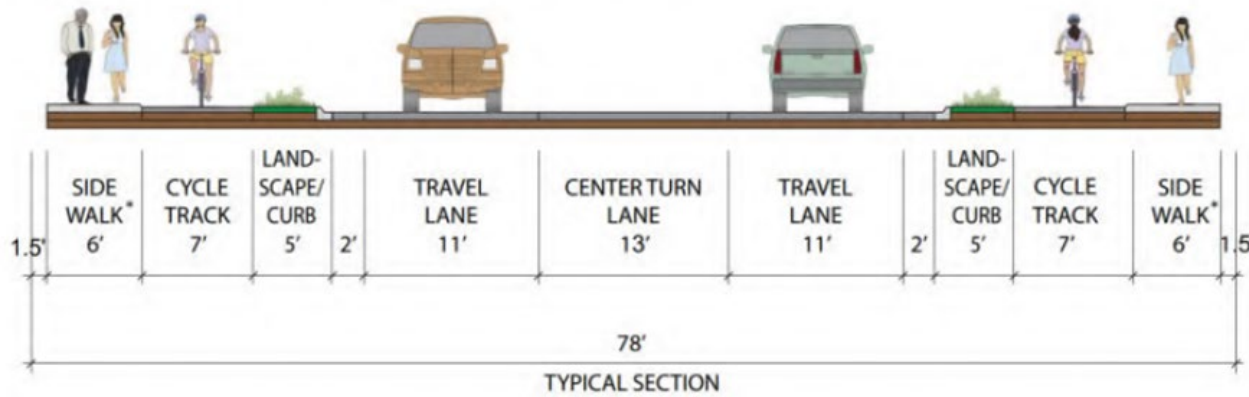 1.5'
SIDE
WALK*
6'
CYCLE
TRACK
7'
LAND-
SCAPE/
CURB
5'
2'
TRAVEL
LANE
11'
CENTER TURN
LANE
13'
TRAVEL
LANE
11'
2'
LAND-
SCAPE/
CURB
5'
CYCLE
TRACK
7'
SIDE
WALK*
6'
1.5
78'
TYPICAL SECTION